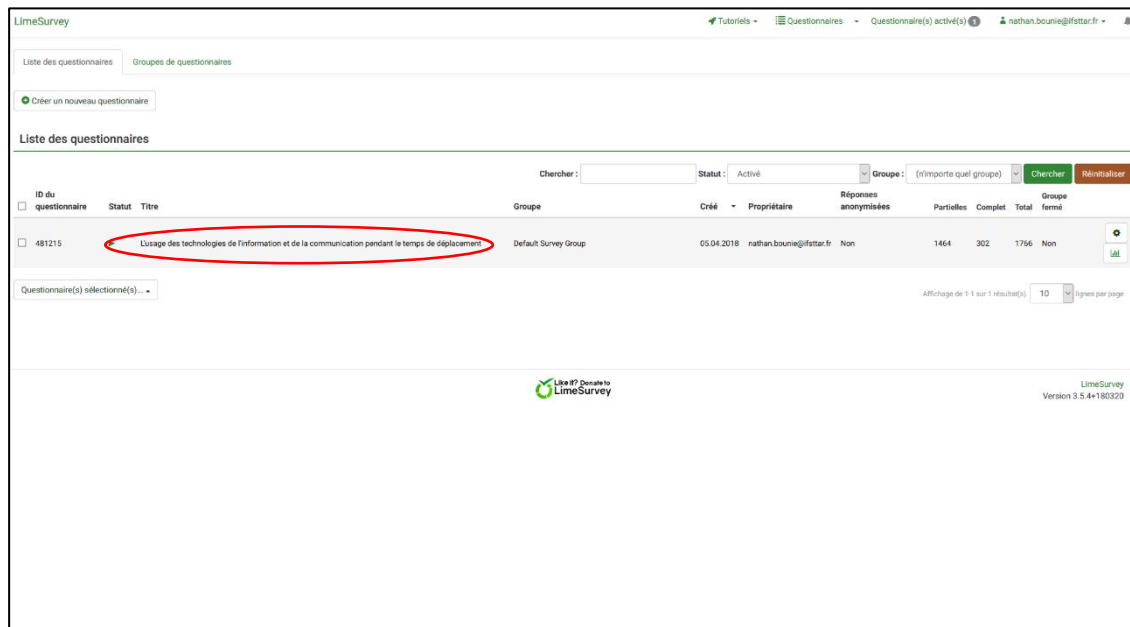 LimeSurvey
Tutoriels
Questionnaires
Questionnaire(s) activé(s) 1
nathan.bounie@ifsttar.fr
Liste des questionnaires
Groupes de questionnaires
Créer un nouveau questionnaire
Liste des questionnaires
Chercher :
Statut : Activé
Groupe : (n'importe quel groupe)
Chercher
Réinitialiser
ID du questionnaire Statut Titre Groupe Créé Propriétaire Réponses anonymisées Partielles Complet Total Groupe fermé
481215 L'usage des technologies de l'information et de la communication pendant le temps de déplacement Default Survey Group 05.04.2018 nathan.bounie@ifsttar.fr Non 1464 302 1766 Non
Questionnaire(s) sélectionné(s)...
Affichage de 1-1 sur 1 résultat(s). 10 lignes par page
Like it? Donate to
LimeSurvey
LimeSurvey
Version 3.5.4+180320